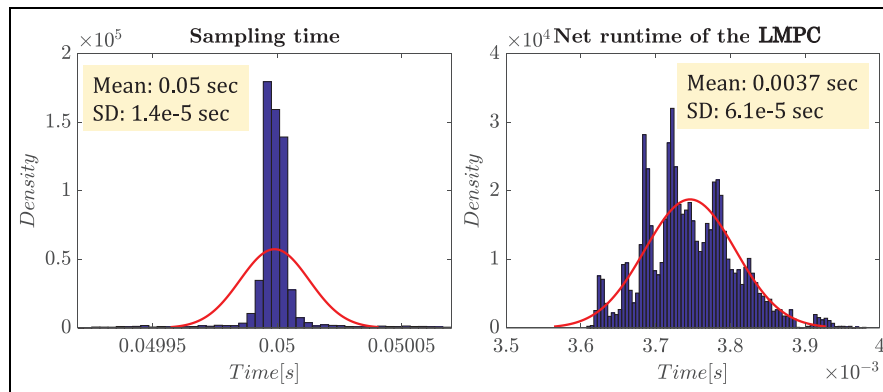 Sampling time
×10^5
2
1.5
1
0.5
0
Density
Mean: 0.05 sec
SD: 1.4e-5 sec
0.04995
0.05
0.05005
Time[s]
Net runtime of the LMPC
×10^4
4
3
2
1
0
Density
Mean: 0.0037 sec
SD: 6.1e-5 sec
3.5
3.6
3.7
3.8
3.9
4
×10^-3
Time[s]